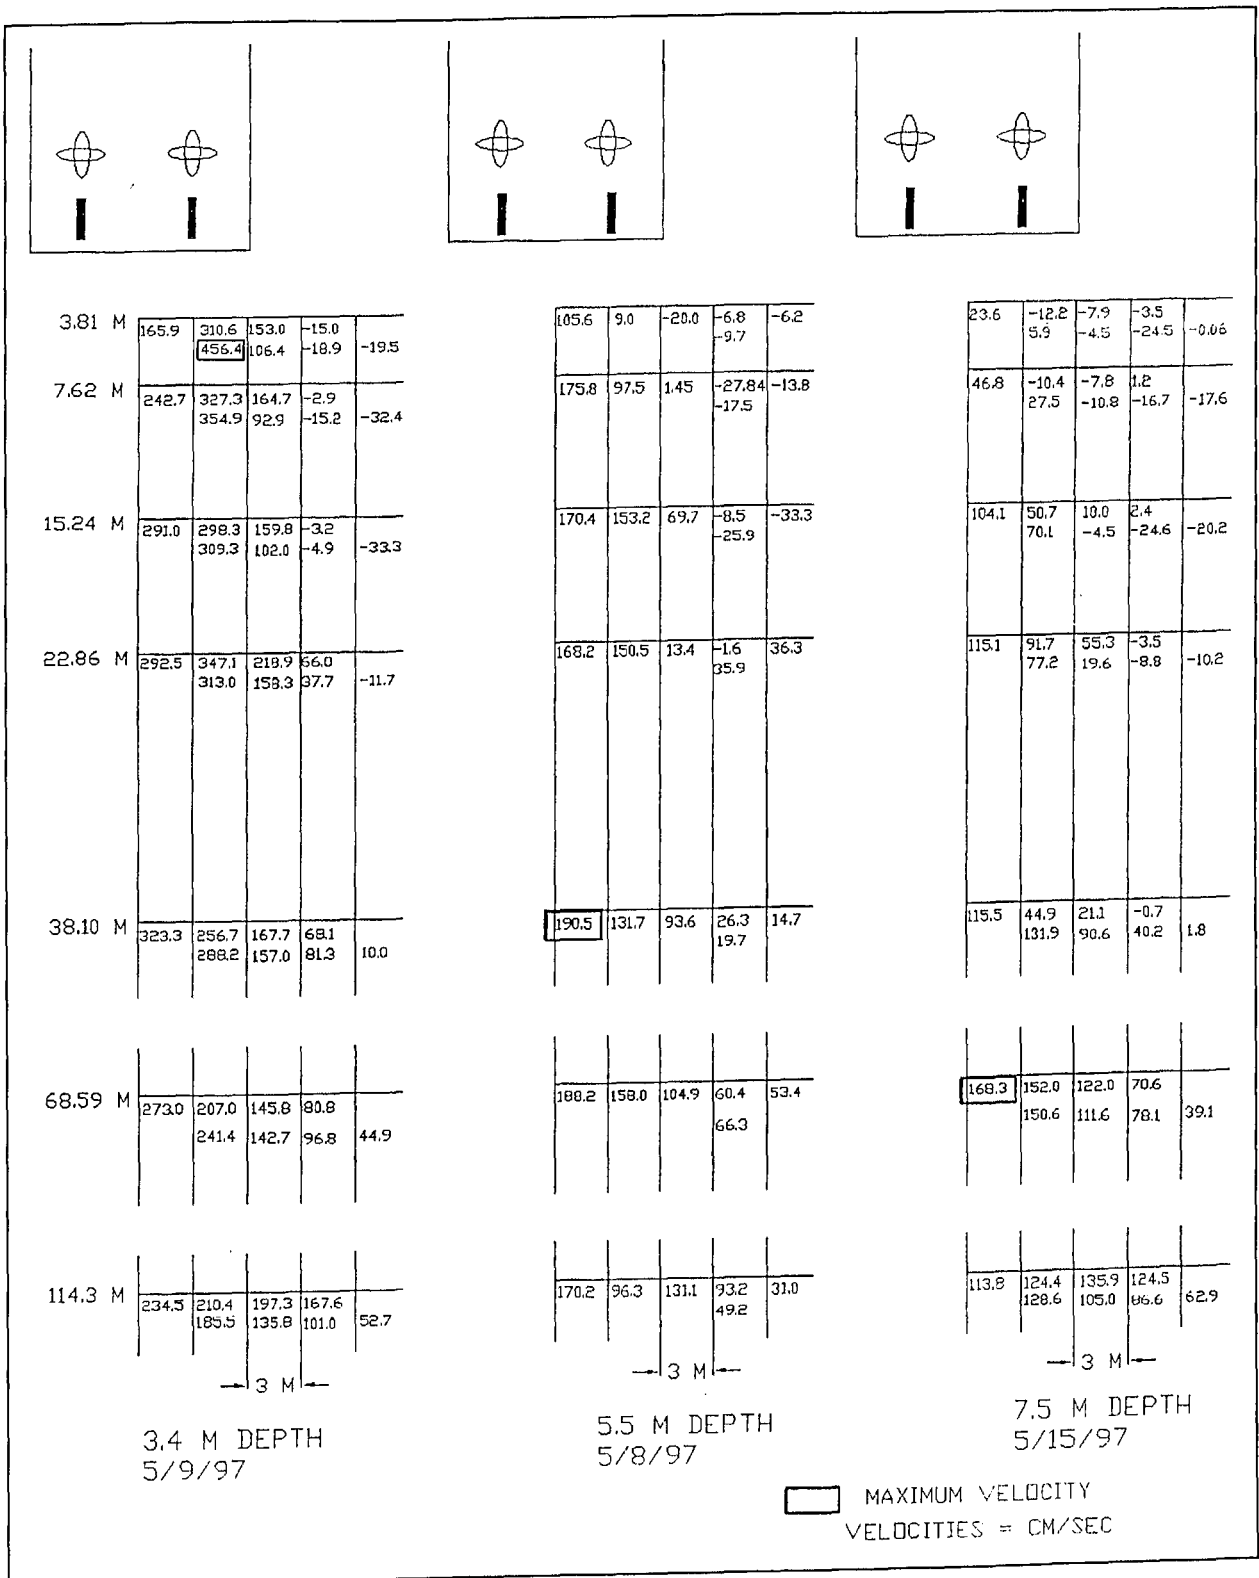 3.81 M
165.9 310.6 153.0 -15.0
456.4 106.4 -18.9 -19.5
7.62 M
242.7 327.3 164.7 -2.9
354.9 92.9 -15.2 -32.4
15.24 M
291.0 298.3 159.8 -3.2
309.3 102.0 -4.9 -33.3
22.86 M
292.5 347.1 218.9 66.0
313.0 158.3 37.7 -11.7
38.10 M
323.3 256.7 167.7 68.1
288.2 157.0 81.3 10.0
68.59 M
273.0 207.0 145.8 80.8
241.4 142.7 96.8 44.9
114.3 M
234.5 210.4 197.3 167.6
185.5 135.8 101.0 52.7
3 M
3.4 M DEPTH
5/9/97
105.6 9.0 -20.0 -6.8 -6.2
-9.7
175.8 97.5 1.45 -27.84 -13.8
-17.5
170.4 153.2 69.7 -8.5 -33.3
-25.9
168.2 150.5 13.4 -1.6 36.3
35.9
190.5 131.7 93.6 26.3 14.7
19.7
188.2 158.0 104.9 60.4 53.4
66.3
170.2 96.3 131.1 93.2 31.0
49.2
3 M
5.5 M DEPTH
5/8/97
23.6 -12.2 -7.9 -3.5
5.9 -4.5 -24.5 -0.06
46.8 -10.4 -7.8 1.2
27.5 -10.8 -16.7 -17.6
104.1 50.7 10.0 2.4
70.1 -4.5 -24.6 -20.2
115.1 91.7 55.3 -3.5
77.2 19.6 -8.8 -10.2
115.5 44.9 21.1 -0.7
131.9 90.6 40.2 1.8
168.3 152.0 122.0 70.6
150.6 111.6 78.1 39.1
113.8 124.4 135.9 124.5
128.6 105.0 86.6 62.9
3 M
7.5 M DEPTH
5/15/97
MAXIMUM VELOCITY
VELOCITIES = CM/SEC